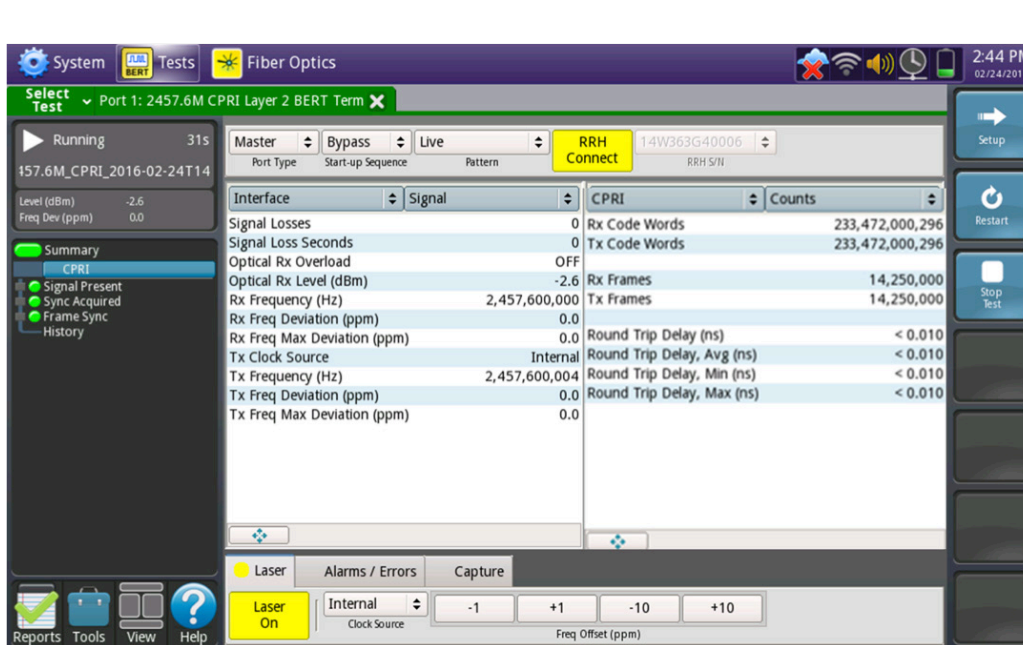 System BERT Tests Fiber Optics 2:44 PM
02/24/201
Select Test Port 1: 2457.6M CPRI Layer 2 BERT Term
Running 31s
457.6M_CPRI_2016-02-24T14
Level (dBm) -2.6
Freq Dev (ppm) 0.0
Summary
CPRI
Signal Present
Sync Acquired
Frame Sync
History
Master Bypass Live RRH Connect 14W363G40006
Port Type Start-up Sequence Pattern RRH S/N
Interface Signal
Signal Losses 0
Signal Loss Seconds 0
Optical Rx Overload OFF
Optical Rx Level (dBm) -2.6
Rx Frequency (Hz) 2,457,600,000
Rx Freq Deviation (ppm) 0.0
Rx Freq Max Deviation (ppm) 0.0
Tx Clock Source Internal
Tx Frequency (Hz) 2,457,600,004
Tx Freq Deviation (ppm) 0.0
Tx Freq Max Deviation (ppm) 0.0
CPRI Counts
Rx Code Words 233,472,000,296
Tx Code Words 233,472,000,296
Rx Frames 14,250,000
Tx Frames 14,250,000
Round Trip Delay (ns) < 0.010
Round Trip Delay, Avg (ns) < 0.010
Round Trip Delay, Min (ns) < 0.010
Round Trip Delay, Max (ns) < 0.010
Setup
Restart
Stop
Test
Laser Alarms / Errors Capture
Laser
On
Internal -1 +1 -10 +10
Clock Source Freq Offset (ppm)
Reports Tools View Help